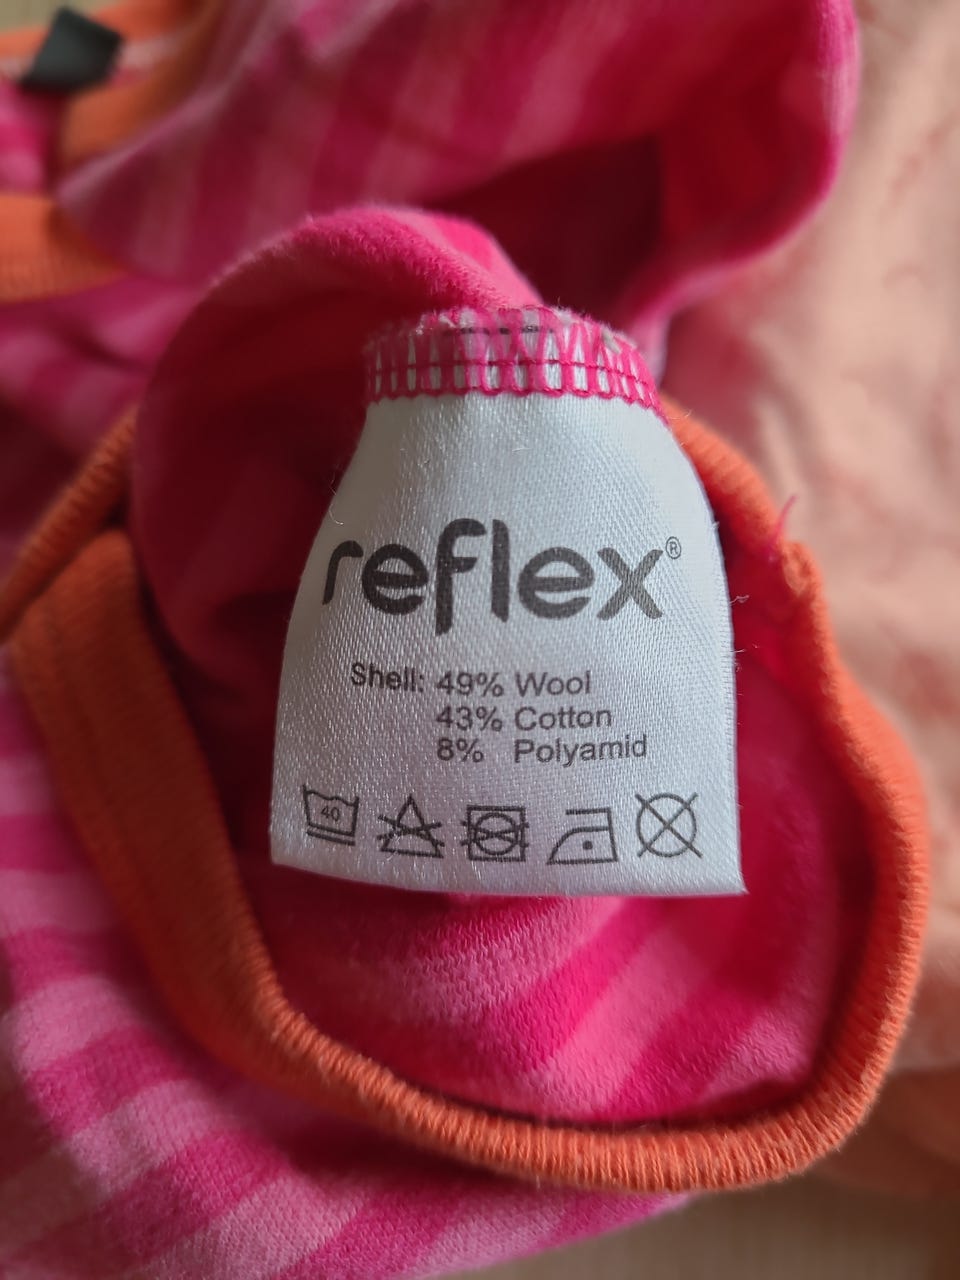 reflex®
Shell: 49% Wool
43% Cotton
8% Polyamid
40